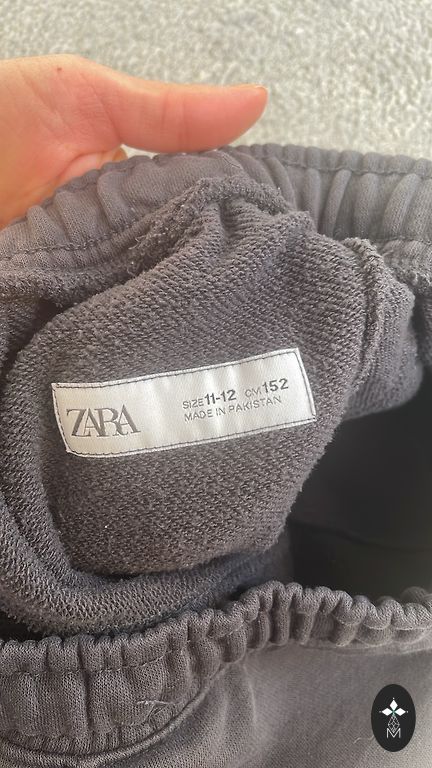 ZARA
SIZE 11-12 CM 152
MADE IN PAKISTAN
M